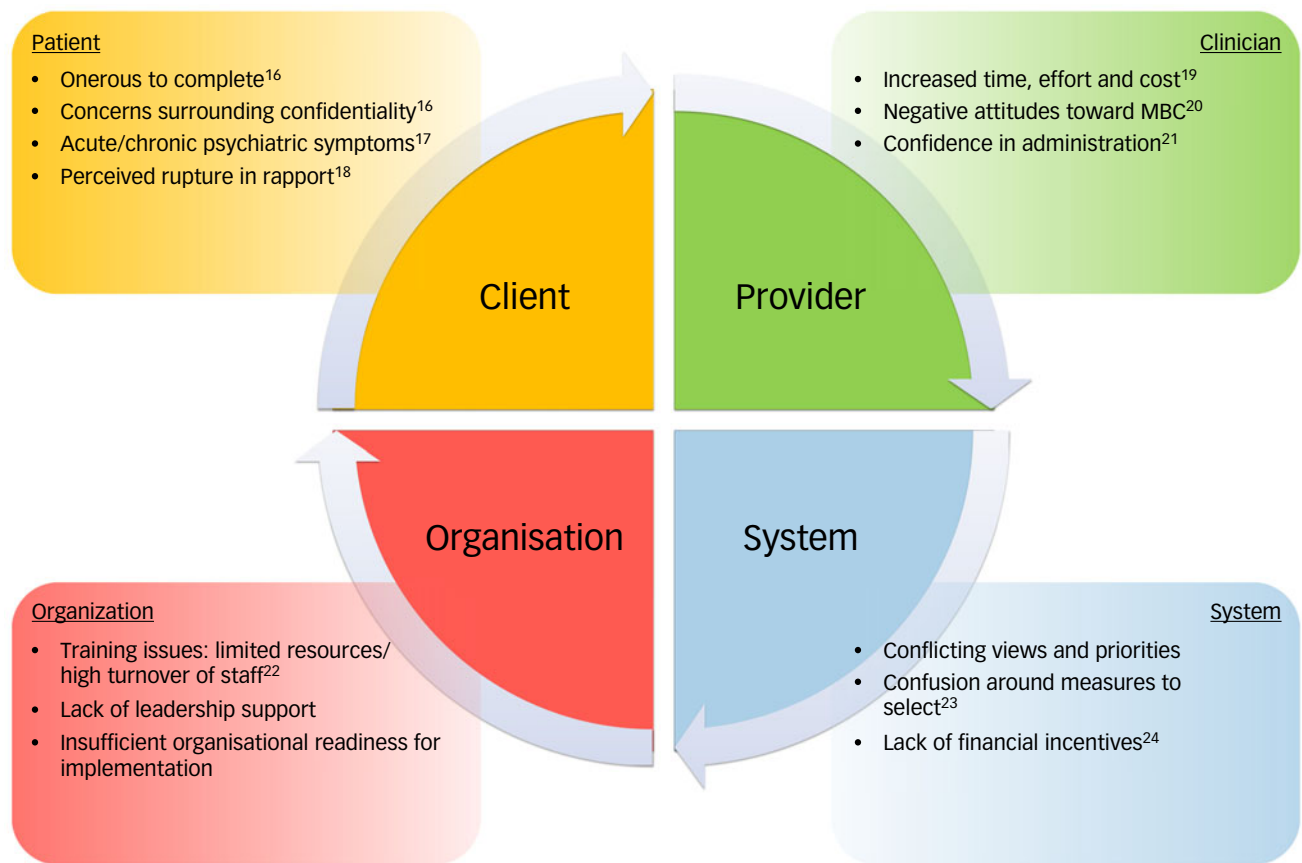 Patient
• Onerous to complete16
• Concerns surrounding confidentiality16
• Acute/chronic psychiatric symptoms17
• Perceived rupture in rapport18
Clinician
• Increased time, effort and cost19
• Negative attitudes toward MBC20
• Confidence in administration21
Client
Provider
Organisation
System
Organization
• Training issues: limited resources/
high turnover of staff22
• Lack of leadership support
• Insufficient organisational readiness for
implementation
System
• Conflicting views and priorities
• Confusion around measures to
select23
• Lack of financial incentives24